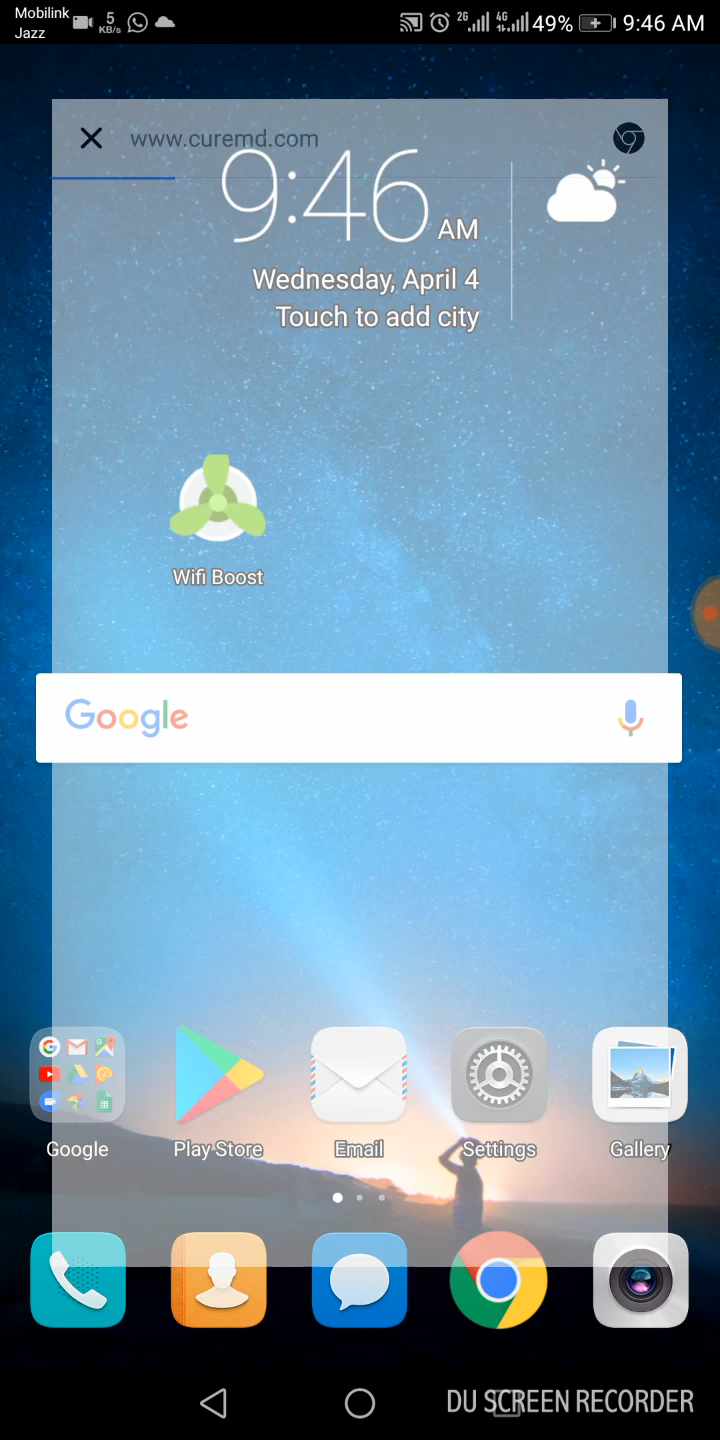 Mobilink
Jazz
5
KB/s
2G
4G
49%
9:46 AM
www.curemd.com
9:46 AM
Wednesday, April 4
Touch to add city
Wifi Boost
Google
Google
Play Store
Email
Settings
Gallery
DU SCREEN RECORDER